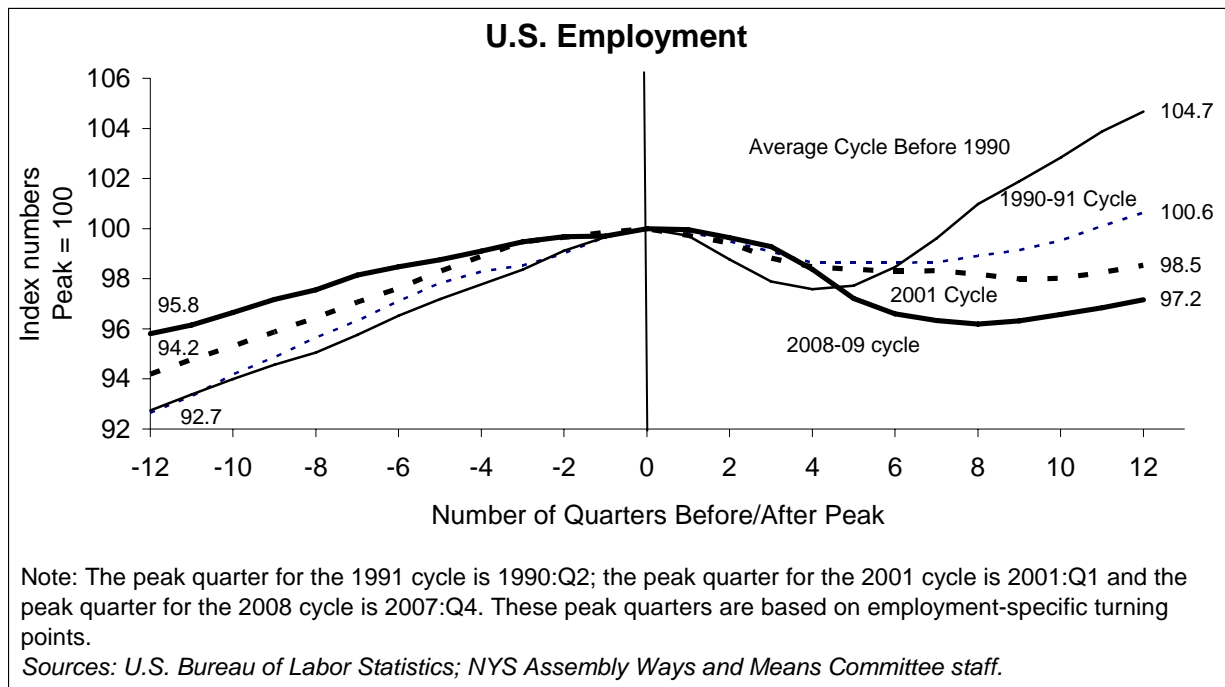 U.S. Employment
106
104
102
100
98
96
94
92
Index numbers
Peak = 100
95.8
94.2
92.7
Average Cycle Before 1990
1990-91 Cycle
2001 Cycle
2008-09 cycle
104.7
100.6
98.5
97.2
-12 -10 -8 -6 -4 -2 0 2 4 6 8 10 12
Number of Quarters Before/After Peak
Note: The peak quarter for the 1991 cycle is 1990:Q2; the peak quarter for the 2001 cycle is 2001:Q1 and the
peak quarter for the 2008 cycle is 2007:Q4. These peak quarters are based on employment-specific turning
points.
Sources: U.S. Bureau of Labor Statistics; NYS Assembly Ways and Means Committee staff.